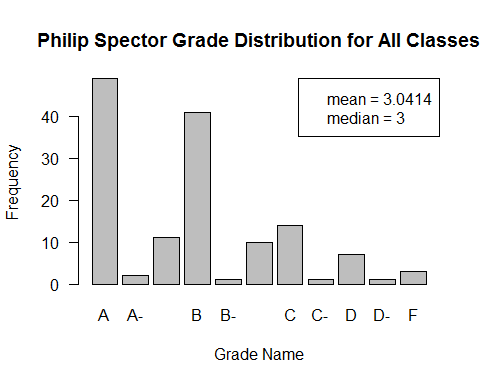 Philip Spector Grade Distribution for All Classes
mean = 3.0414
median = 3
Frequency
40
30
20
10
0
A A- B B- C C- D D- F
Grade Name